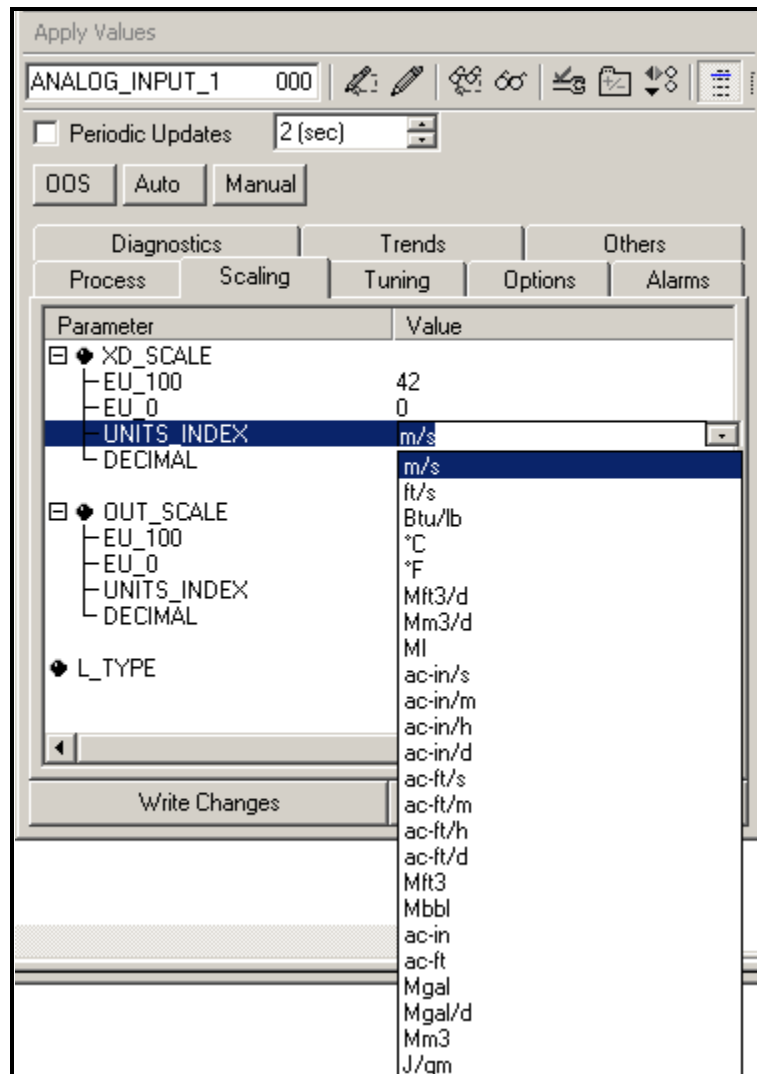 Apply Values
ANALOG_INPUT_1 000
Periodic Updates 2 (sec)
OOS Auto Manual
Diagnostics Trends Others
Process Scaling Tuning Options Alarms
Parameter Value
XD_SCALE
EU_100 42
EU_0 0
UNITS_INDEX m/s
DECIMAL
m/s
ft/s
OUT_SCALE
Btu/lb
EU_100
°C
EU_0
°F
UNITS_INDEX
Mft3/d
DECIMAL
Mm3/d
Ml
L_TYPE
ac-in/s
ac-in/m
ac-in/h
ac-in/d
ac-ft/s
Write Changes
ac-ft/m
ac-ft/h
ac-ft/d
Mft3
Mbbl
ac-in
ac-ft
Mgal
Mgal/d
Mm3
J/gm